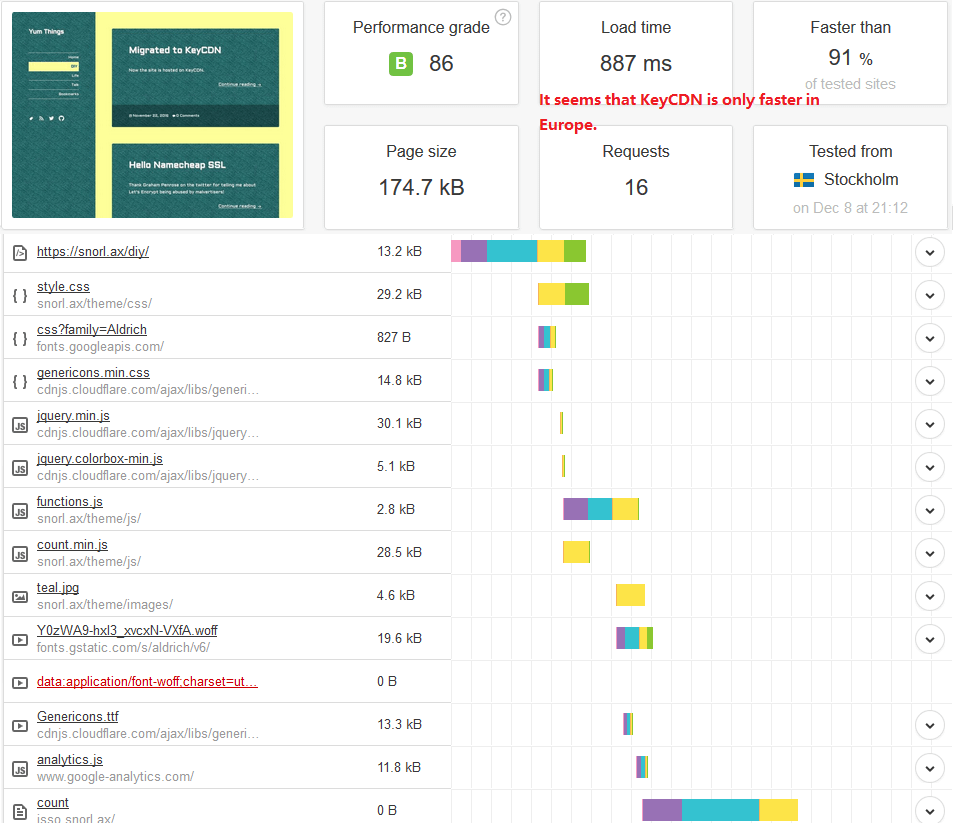 Yum Things
Home
DIY
Life
Talk
Bookmarks
Migrated to KeyCDN
Now the site is hosted on KeyCDN.
Continue reading →
November 30, 2016 0 Comments
Hello Namecheap SSL
Thank Graham Penrose on the twitter for telling me about
Let's Encrypt being abused by malvertisers!
Continue reading →
Performance grade ?
B 86
Load time
887 ms
Faster than
91 %
of tested sites
It seems that KeyCDN is only faster in
Europe.
Page size
174.7 kB
Requests
16
Tested from
Stockholm
on Dec 8 at 21:12
https://snorl.ax/diy/ 13.2 kB
style.css
snorl.ax/theme/css/
29.2 kB
css?family=Aldrich
fonts.googleapis.com/
827 B
genericons.min.css
cdnjs.cloudflare.com/ajax/libs/generi…
14.8 kB
jquery.min.js
cdnjs.cloudflare.com/ajax/libs/jquery…
30.1 kB
jquery.colorbox-min.js
cdnjs.cloudflare.com/ajax/libs/jquery…
5.1 kB
functions.js
snorl.ax/theme/js/
2.8 kB
count.min.js
snorl.ax/theme/js/
28.5 kB
teal.jpg
snorl.ax/theme/images/
4.6 kB
Y0zWA9-hxI3_xvcxN-VXfA.woff
fonts.gstatic.com/s/aldrich/v6/
19.6 kB
data:application/font-woff;charset=ut… 0 B
Genericons.ttf
cdnjs.cloudflare.com/ajax/libs/generi…
13.3 kB
analytics.js
www.google-analytics.com/
11.8 kB
count
isso.snorl.ax/
0 B